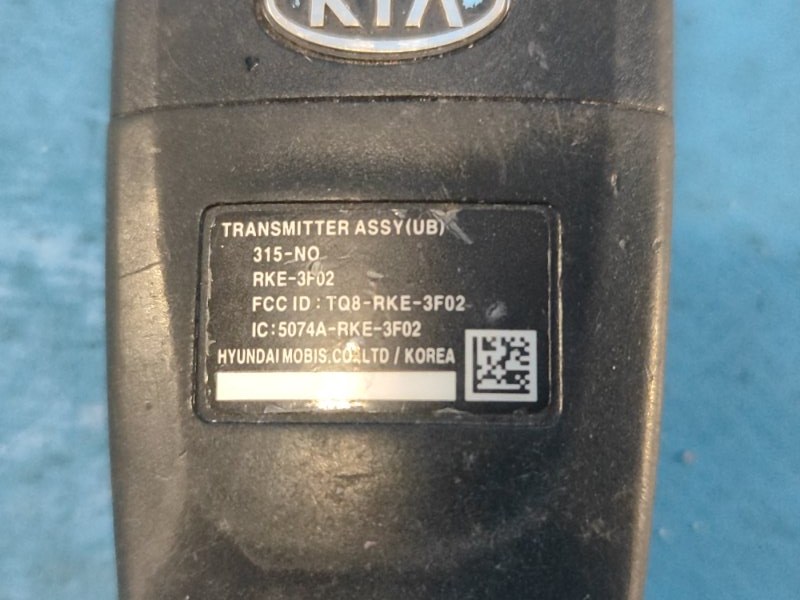 KIA
TRANSMITTER ASSY(UB)
315-NO
RKE-3F02
FCC ID : TQ8-RKE-3F02
IC:5074A-RKE-3F02
HYUNDAI MOBIS.CO.,LTD / KOREA